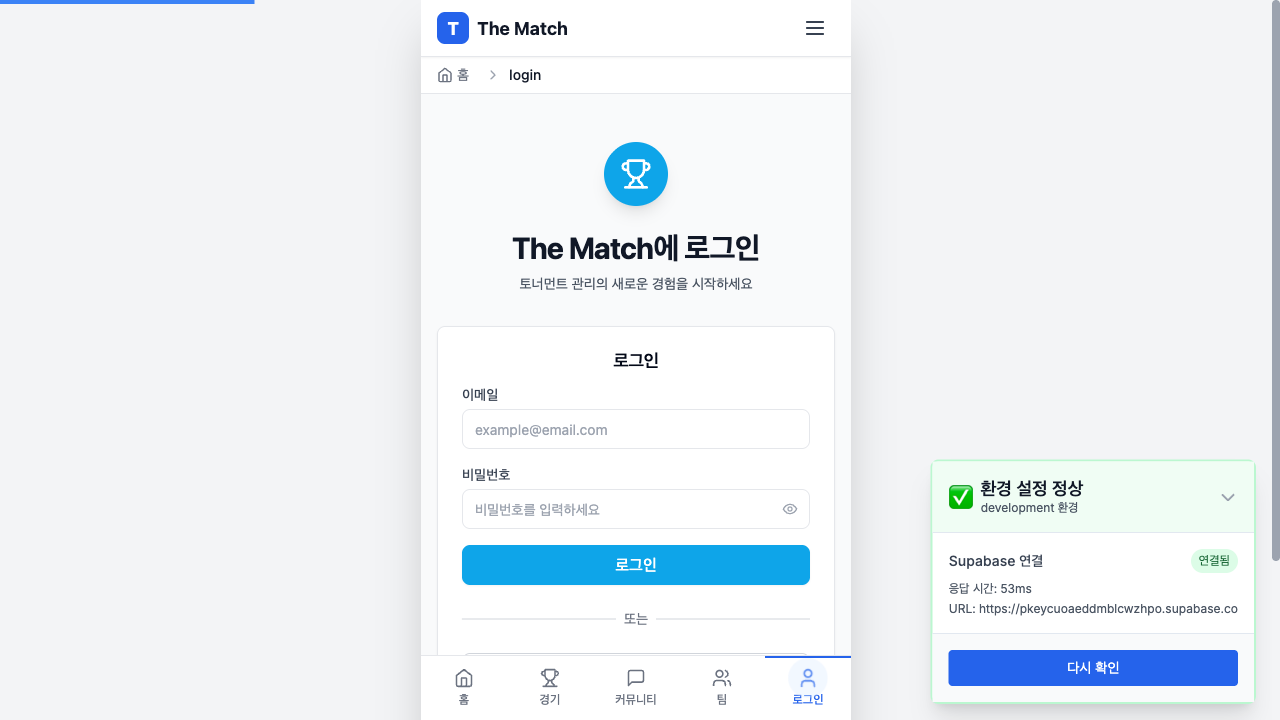 T The Match
홈 login
The Match에 로그인
토너먼트 관리의 새로운 경험을 시작하세요
로그인
이메일
example@email.com
비밀번호
비밀번호를 입력하세요
로그인
또는
홈 경기 커뮤니티 팀 로그인
환경 설정 정상
development 환경
Supabase 연결 연결됨
응답 시간: 53ms
URL: https://pkeycuqaeddmblcwzhpo.supabase.co
다시 확인